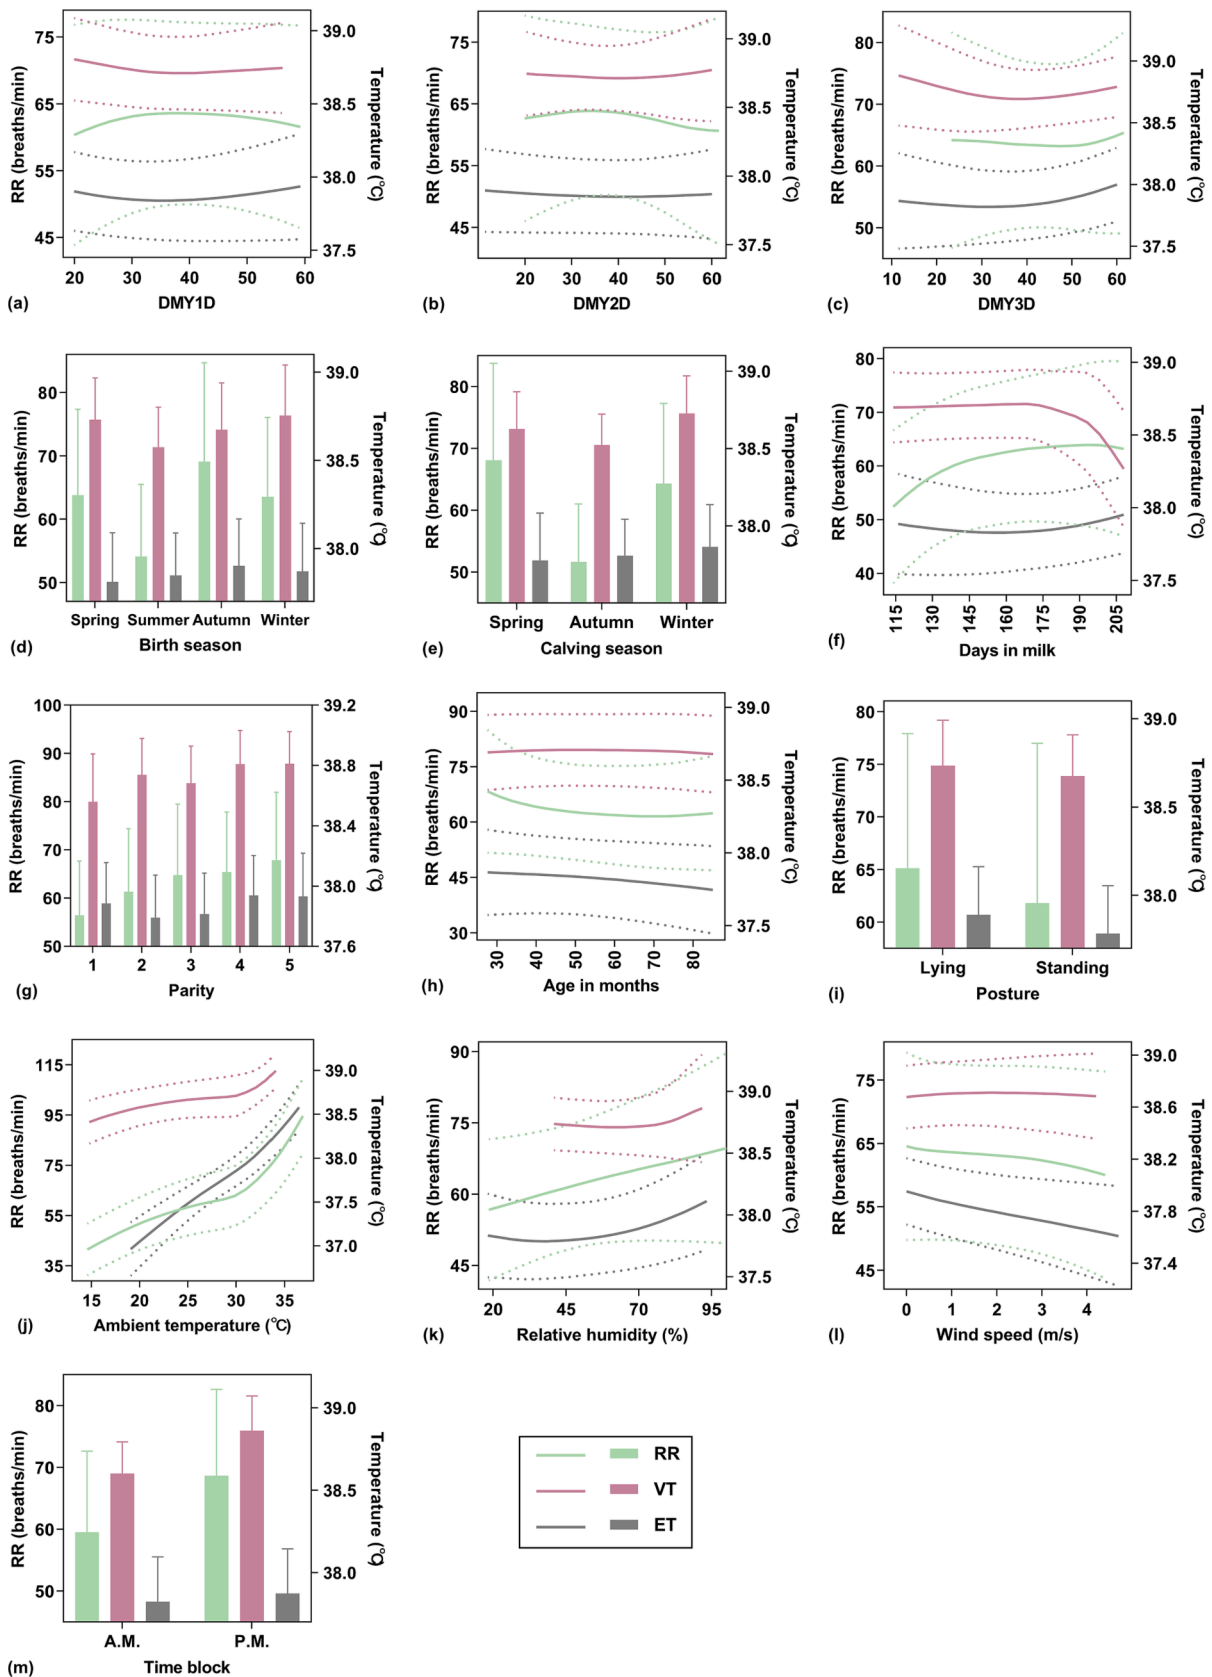 RR (breaths/min)
75
65
55
45
39.0
38.5
38.0
37.5
Temperature (°C)
20 30 40 50 60
(a) DMY1D
RR (breaths/min)
75
65
55
45
39.0
38.5
38.0
37.5
Temperature (°C)
20 40 60
(b) DMY2D
RR (breaths/min)
80
70
60
50
39.0
38.5
38.0
37.5
Temperature (°C)
10 20 30 40 50 60
(c) DMY3D
RR (breaths/min)
80
70
60
50
39.0
38.5
38.0
Temperature (°C)
Spring Summer Autumn Winter
(d) Birth season
RR (breaths/min)
80
70
60
50
39.0
38.5
38.0
Temperature (°C)
Spring Autumn Winter
(e) Calving season
RR (breaths/min)
80
70
60
50
40
39.0
38.5
38.0
37.5
Temperature (°C)
115 130 145 160 175 190 205
(f) Days in milk
RR (breaths/min)
100
90
80
70
60
50
39.2
38.8
38.4
38.0
37.6
Temperature (°C)
1 2 3 4 5
(g) Parity
RR (breaths/min)
90
75
60
45
30
39.0
38.5
38.0
37.5
Temperature (°C)
30 40 50 60 70 80
(h) Age in months
RR (breaths/min)
80
75
70
65
60
39.0
38.5
38.0
Temperature (°C)
Lying Standing
(i) Posture
RR (breaths/min)
115
95
75
55
35
39.0
38.5
38.0
37.5
37.0
Temperature (°C)
15 20 25 30 35
(j) Ambient temperature (°C)
RR (breaths/min)
90
75
60
45
39.0
38.5
38.0
37.5
Temperature (°C)
20 45 70 95
(k) Relative humidity (%)
RR (breaths/min)
75
65
55
45
39.0
38.6
38.2
37.8
37.4
Temperature (°C)
0 1 2 3 4
(l) Wind speed (m/s)
RR (breaths/min)
80
70
60
50
39.0
38.5
38.0
Temperature (°C)
A.M. P.M.
(m) Time block
RR
VT
ET